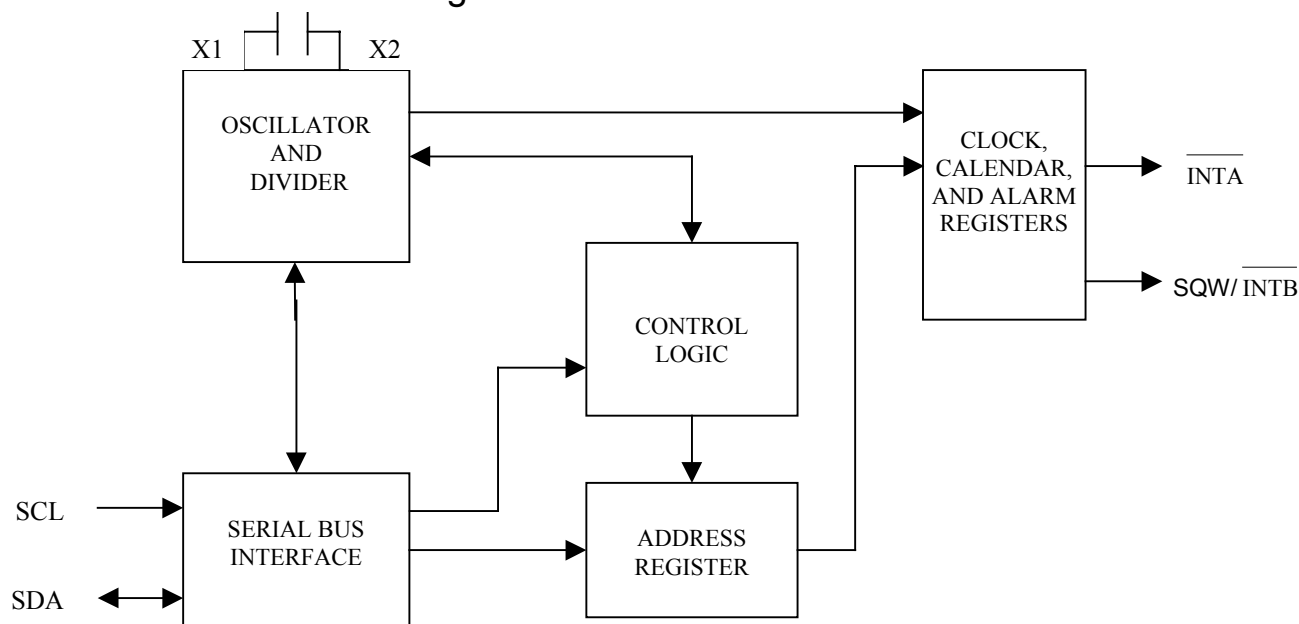 X1
X2
OSCILLATOR
AND
DIVIDER
CLOCK,
CALENDAR,
AND ALARM
REGISTERS
INTA
SQW/ INTB
CONTROL
LOGIC
SCL
SDA
SERIAL BUS
INTERFACE
ADDRESS
REGISTER